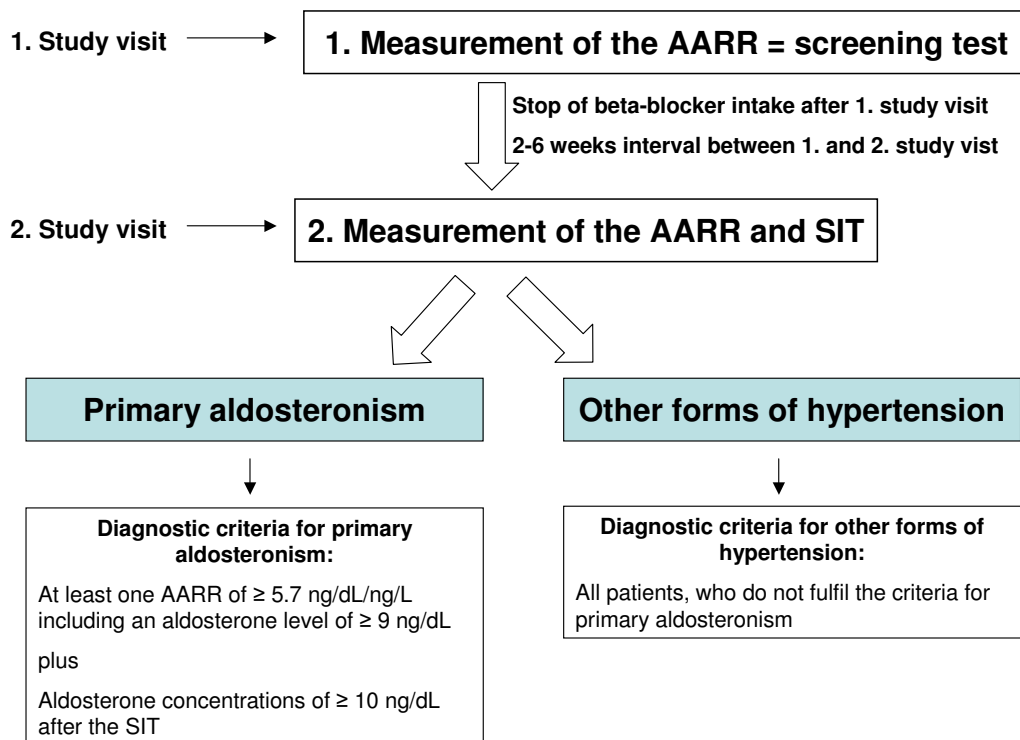 1. Study visit
1. Measurement of the AARR = screening test
Stop of beta-blocker intake after 1. study visit
2-6 weeks interval between 1. and 2. study vist
2. Study visit
2. Measurement of the AARR and SIT
Primary aldosteronism
Other forms of hypertension
Diagnostic criteria for primary
aldosteronism:
At least one AARR of ≥ 5.7 ng/dL/ng/L
including an aldosterone level of ≥ 9 ng/dL
plus
Aldosterone concentrations of ≥ 10 ng/dL
after the SIT
Diagnostic criteria for other forms of
hypertension:
All patients, who do not fulfil the criteria for
primary aldosteronism